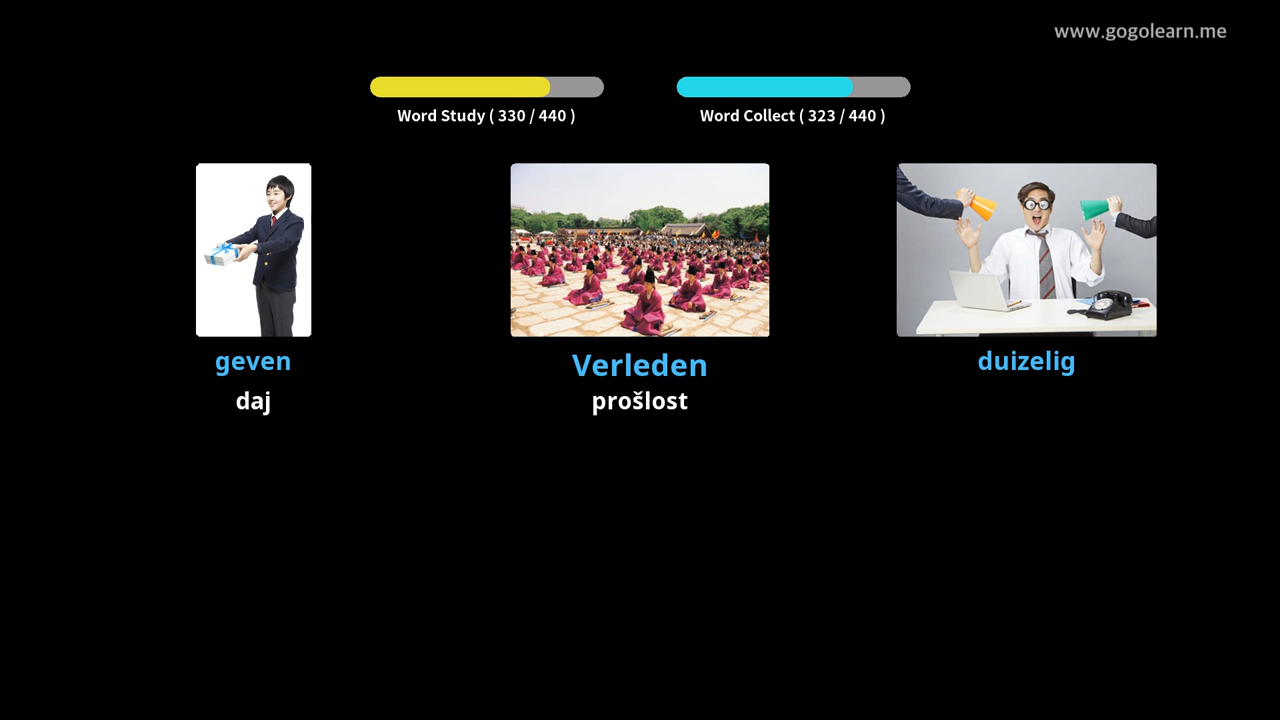 www.gogolearn.me
Word Study ( 330 / 440 )
Word Collect ( 323 / 440 )
geven
Verleden
duizelig
daj
prošlost